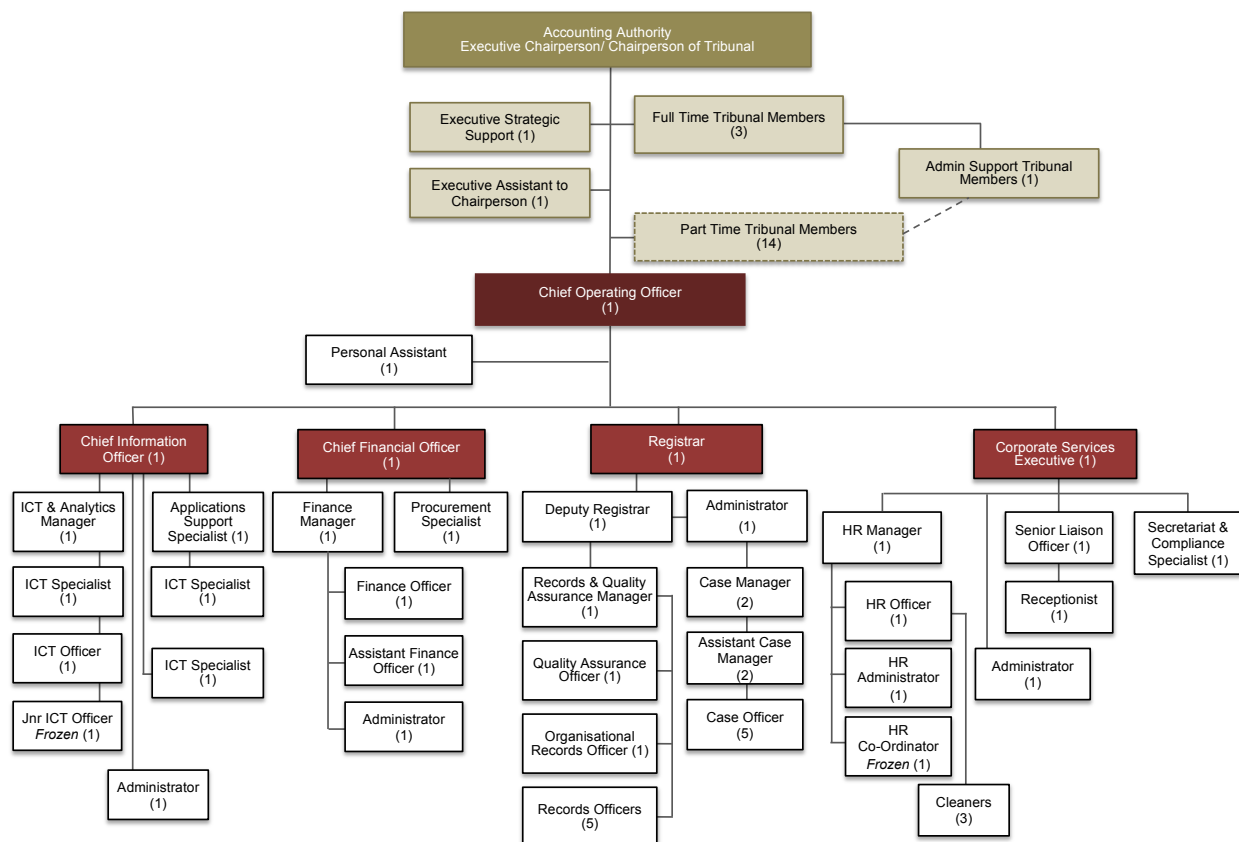 Accounting Authority
Executive Chairperson/ Chairperson of Tribunal
Executive Strategic
Support (1)
Full Time Tribunal Members
(3)
Admin Support Tribunal
Members (1)
Executive Assistant to
Chairperson (1)
Part Time Tribunal Members
(14)
Chief Operating Officer
(1)
Personal Assistant
(1)
Chief Information
Officer (1)
Chief Financial Officer
(1)
Registrar
(1)
Corporate Services
Executive (1)
ICT & Analytics
Manager
(1)
Applications
Support
Specialist (1)
ICT Specialist
(1)
ICT Specialist
(1)
ICT Officer
(1)
ICT Specialist
(1)
Jnr ICT Officer
Frozen (1)
Administrator
(1)
Finance
Manager
(1)
Procurement
Specialist
(1)
Finance Officer
(1)
Assistant Finance
Officer (1)
Administrator
(1)
Deputy Registrar
(1)
Administrator
(1)
Records & Quality
Assurance Manager
(1)
Case Manager
(2)
Quality Assurance
Officer (1)
Assistant Case
Manager
(2)
Organisational
Records Officer (1)
Case Officer
(5)
Records Officers
(5)
HR Manager
(1)
Senior Liaison
Officer (1)
Secretariat &
Compliance
Specialist (1)
HR Officer
(1)
Receptionist
(1)
HR
Administrator
(1)
Administrator
(1)
HR
Co-Ordinator
Frozen (1)
Cleaners
(3)